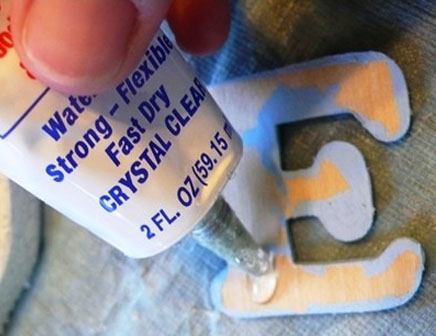 Strong - Flexible
Fast Dry
CRYSTAL CLEAR
2 FL. OZ (59.15 m
E